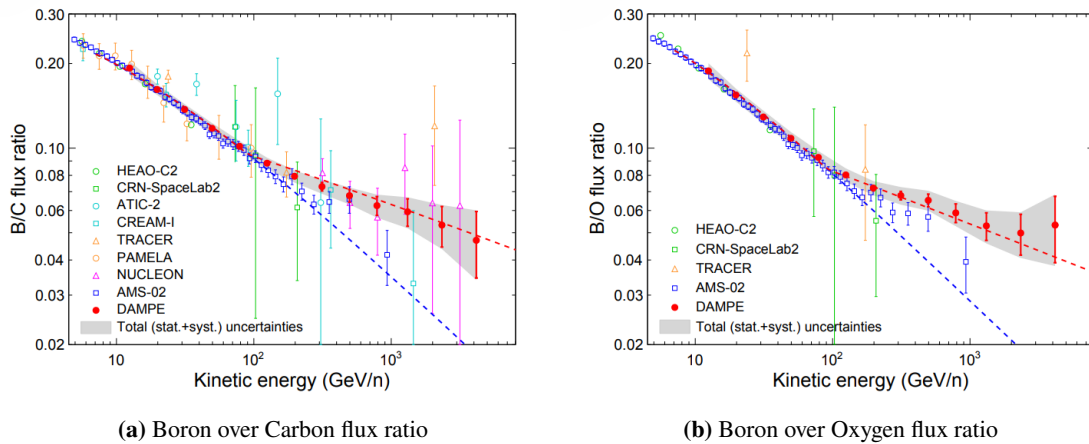 B/C flux ratio
0.30
0.20
0.10
0.08
0.06
0.04
0.03
0.02
HEAO-C2
CRN-SpaceLab2
ATIC-2
CREAM-I
TRACER
PAMELA
NUCLEON
AMS-02
DAMPE
Total (stat.+syst.) uncertainties
10 10² 10³
Kinetic energy (GeV/n)
(a) Boron over Carbon flux ratio
B/O flux ratio
0.30
0.20
0.10
0.08
0.06
0.04
0.03
0.02
HEAO-C2
CRN-SpaceLab2
TRACER
AMS-02
DAMPE
Total (stat.+syst.) uncertainties
10 10² 10³
Kinetic energy (GeV/n)
(b) Boron over Oxygen flux ratio